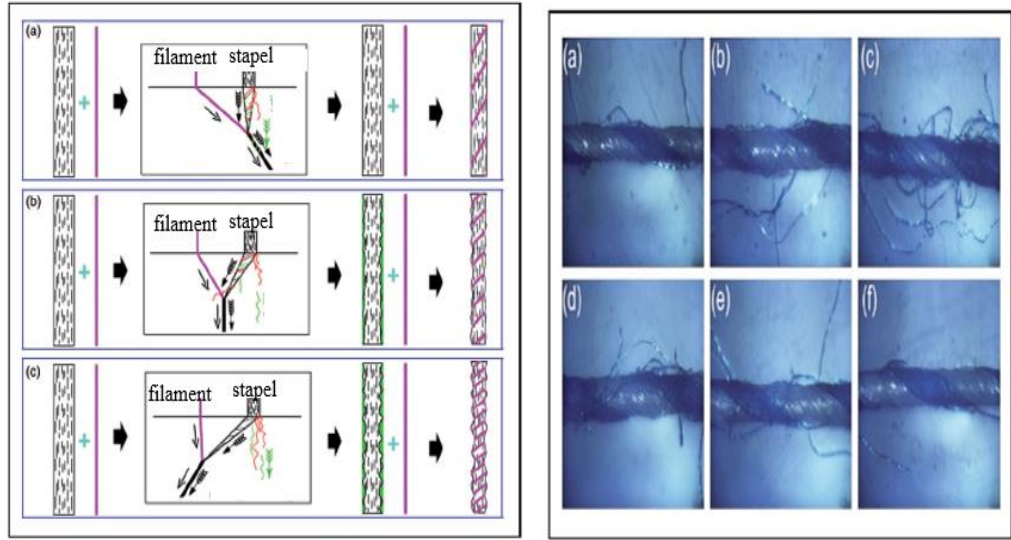 (a)
filament stapel
+
+
(b)
filament stapel
+
+
(c)
filament stapel
+
+
(a) (b) (c)
(d) (e) (f)